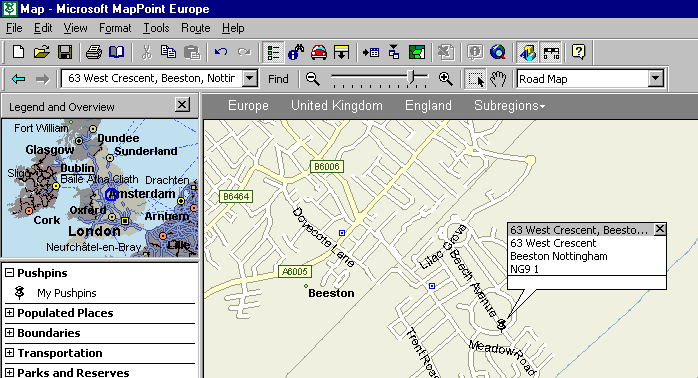 Map - Microsoft MapPoint Europe
File Edit View Format Tools Route Help
63 West Crescent, Beeston, Nottir
Find
Road Map
Legend and Overview
Europe United Kingdom England Subregions
Fort William
Dundee
Glasgow
Sunderland
Sligo
Dublin
Baile Atha Cliath
Drachten
Amsterdam
Cork
Oxford
Arnhem
London
Neufchâtel-en-Bray
Lille
Pushpins
My Pushpins
Populated Places
Boundaries
Transportation
Parks and Reserves
B6006
B6464
Dovecote Lane
A6005
Beeston
Lilac Grove
Beech Avenue
Trent Road
Meadow Road
63 West Crescent, Beesto...
63 West Crescent
Beeston Nottingham
NG9 1